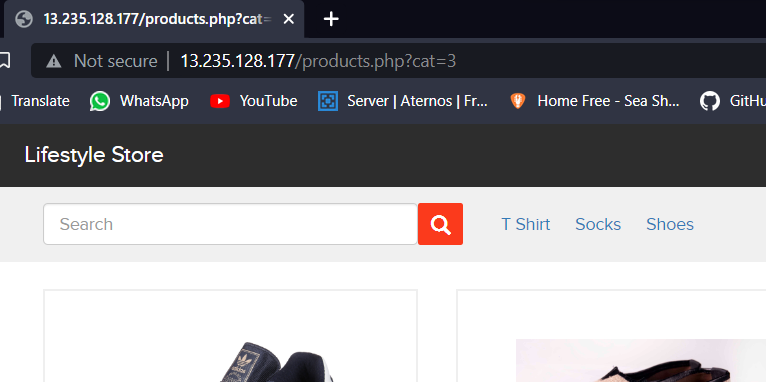 13.235.128.177/products.php?cat=
Not secure | 13.235.128.177/products.php?cat=3
Translate WhatsApp YouTube Server | Aternos | Fr... Home Free - Sea Sh... GitHu
Lifestyle Store
Search T Shirt Socks Shoes
adidas